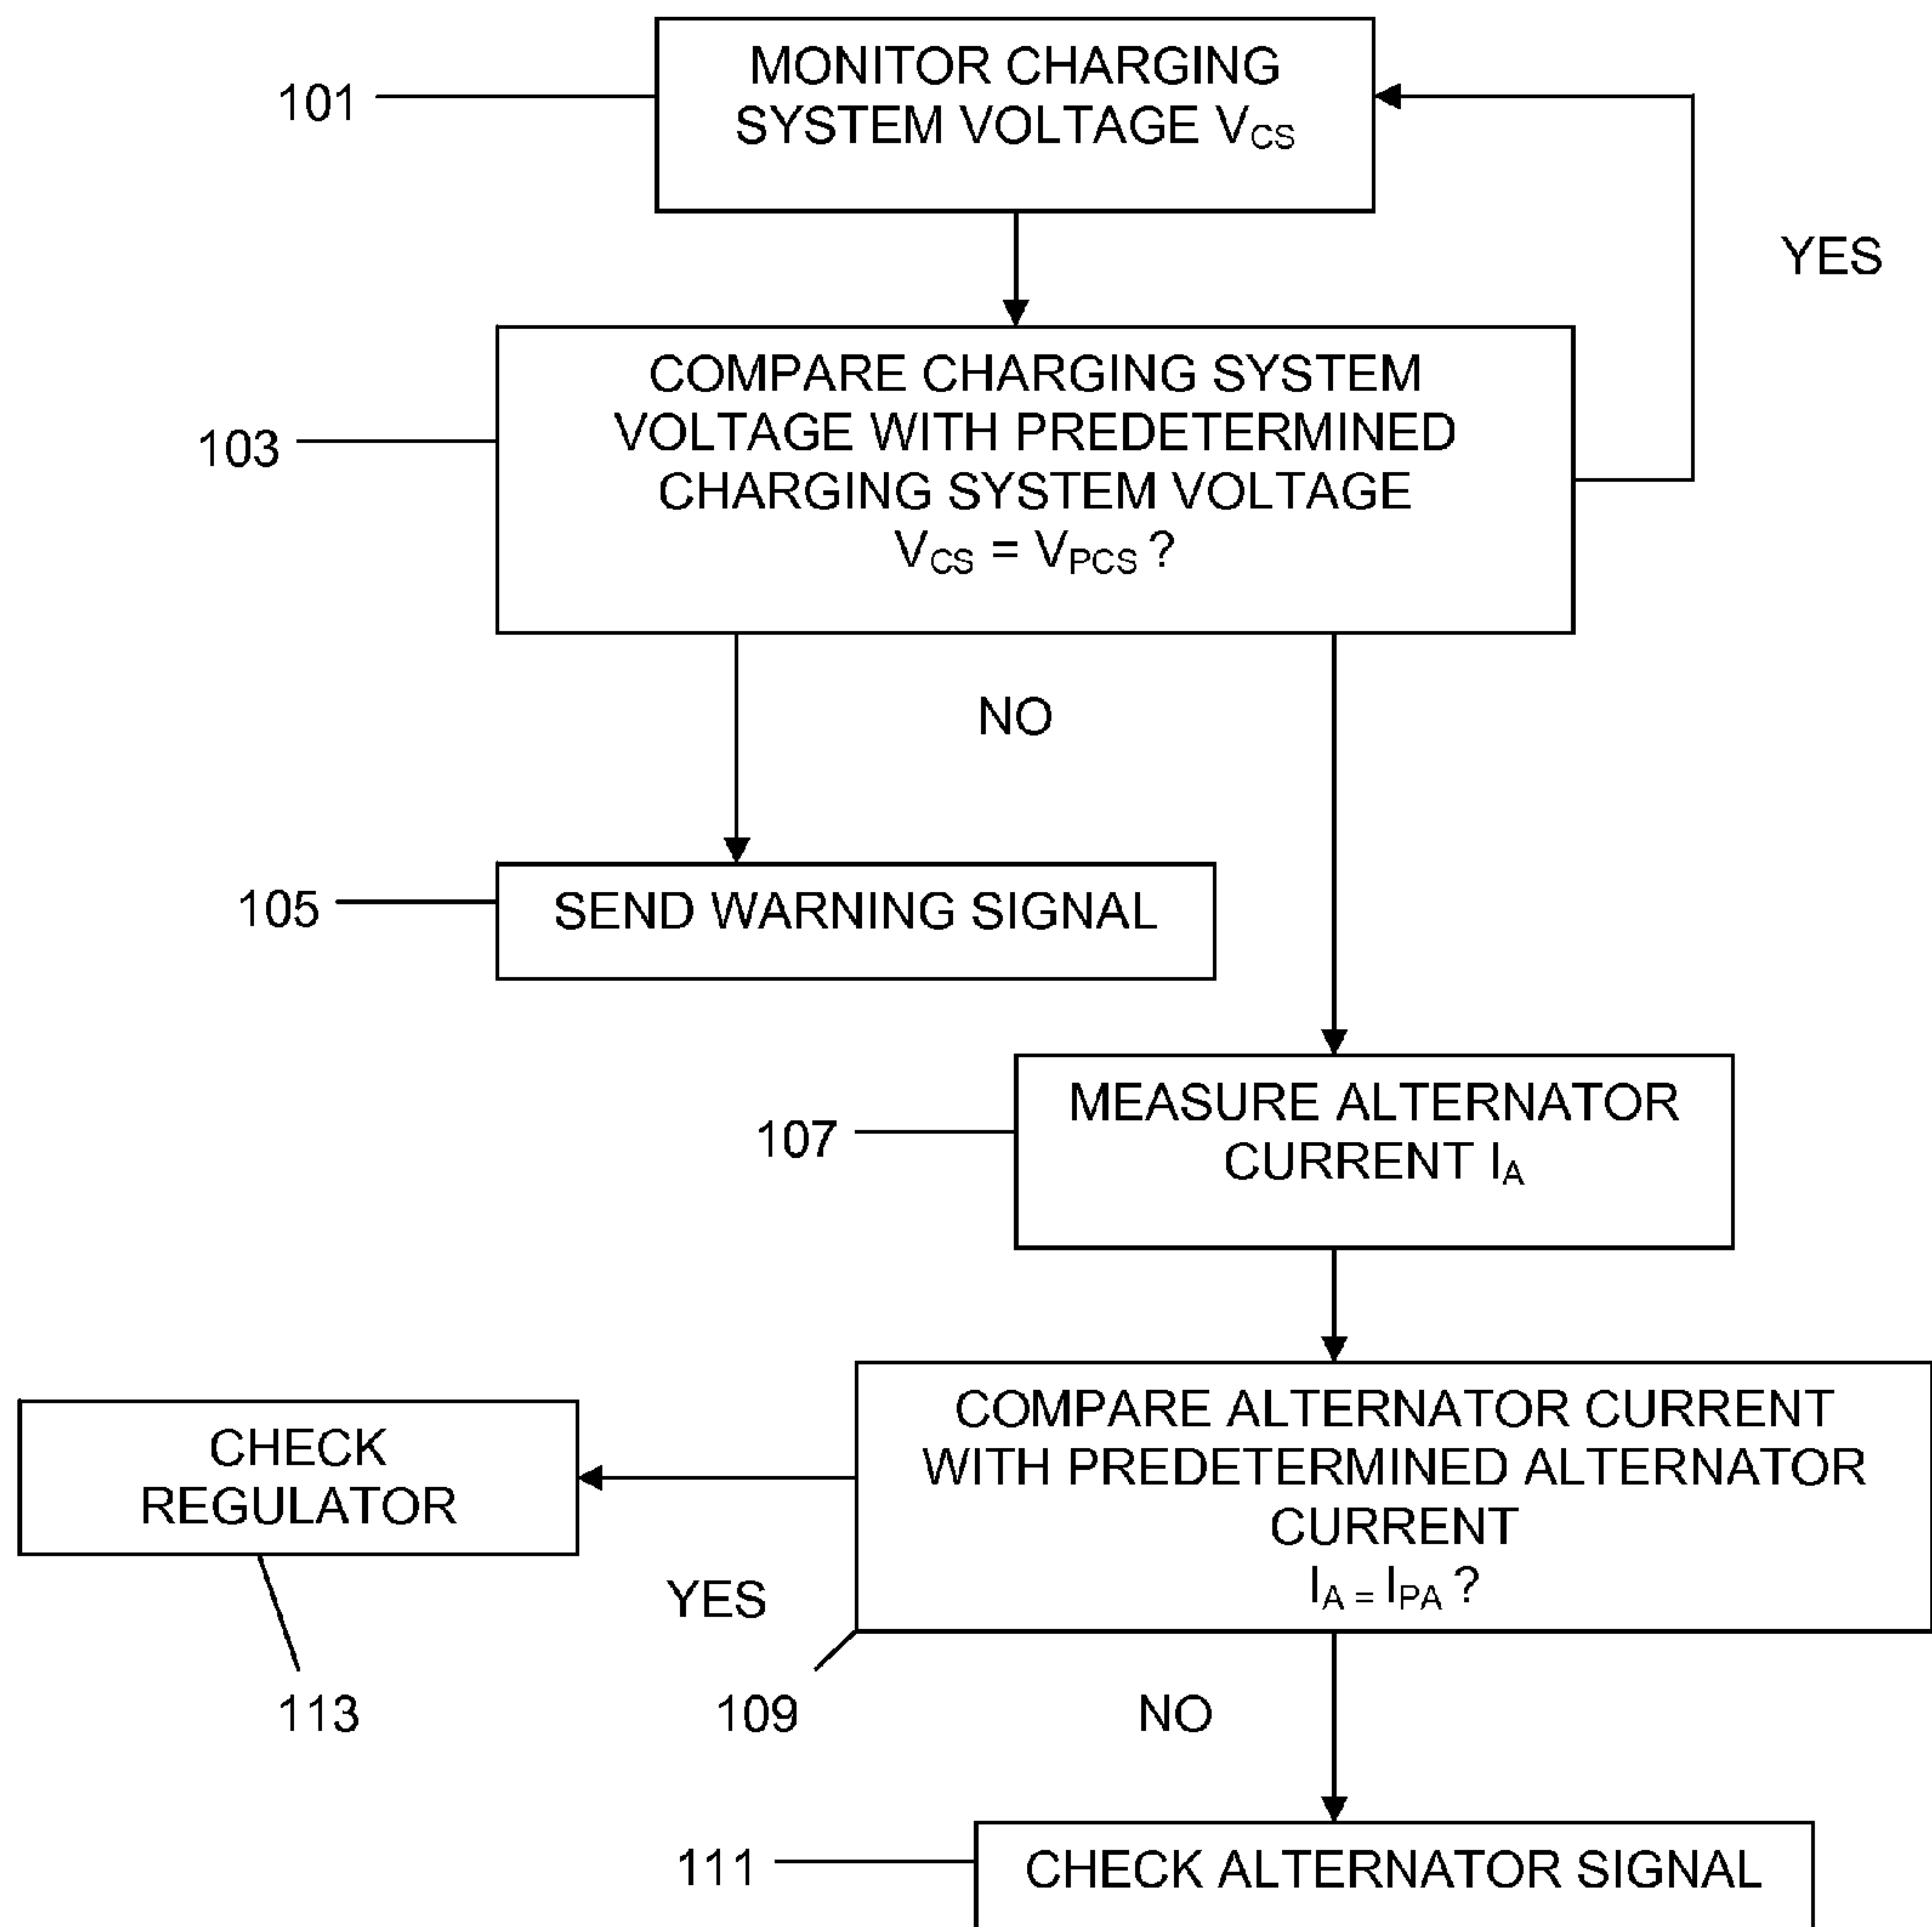 MONITOR CHARGING
SYSTEM VOLTAGE VCS
101
YES
COMPARE CHARGING SYSTEM
VOLTAGE WITH PREDETERMINED
CHARGING SYSTEM VOLTAGE
VCS = VPCS ?
103
NO
105
SEND WARNING SIGNAL
MEASURE ALTERNATOR
CURRENT IA
107
CHECK
REGULATOR
COMPARE ALTERNATOR CURRENT
WITH PREDETERMINED ALTERNATOR
CURRENT
IA = IPA ?
YES
113
109
NO
111
CHECK ALTERNATOR SIGNAL